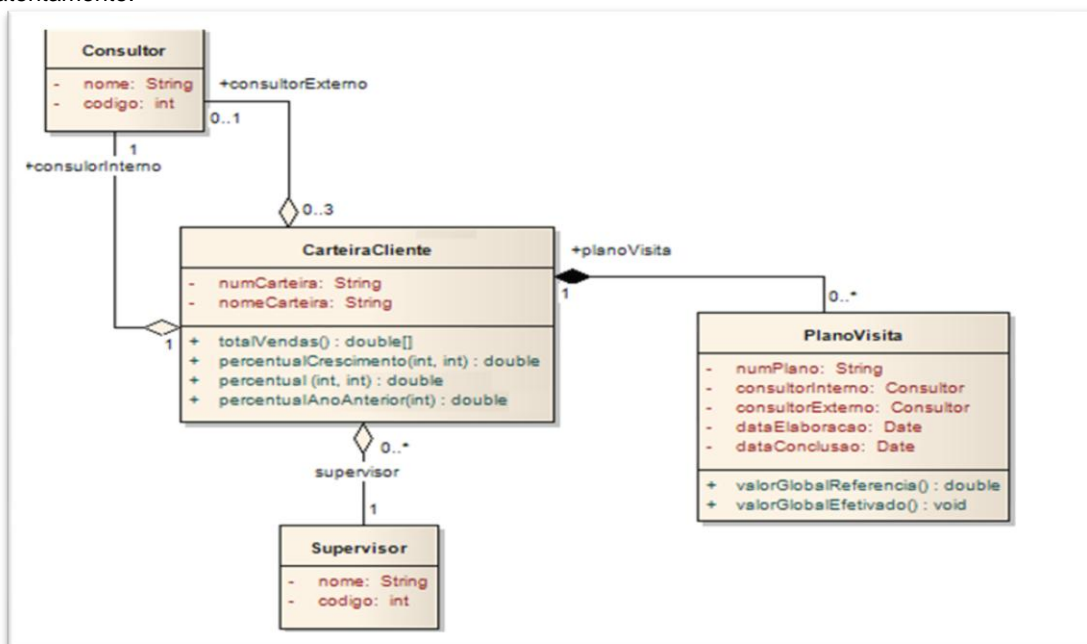 atentamente.
Consultor
- nome: String
- codigo: int
+consultorExterno
0..1
1
+consulorInterno
0..3
CarteiraCliente
- numCarteira: String
- nomeCarteira: String
+ totalVendas() : double[]
+ percentualCrescimento(int, int) : double
+ percentual (int, int) : double
+ percentualAnoAnterior(int) : double
1
+planoVisita
1
0..*
PlanoVisita
- numPlano: String
- consultorInterno: Consultor
- consultorExterno: Consultor
- dataElaboracao: Date
- dataConclusao: Date
+ valorGlobalReferencia() : double
+ valorGlobalEfetivado() : void
0..*
supervisor
1
Supervisor
- nome: String
- codigo: int